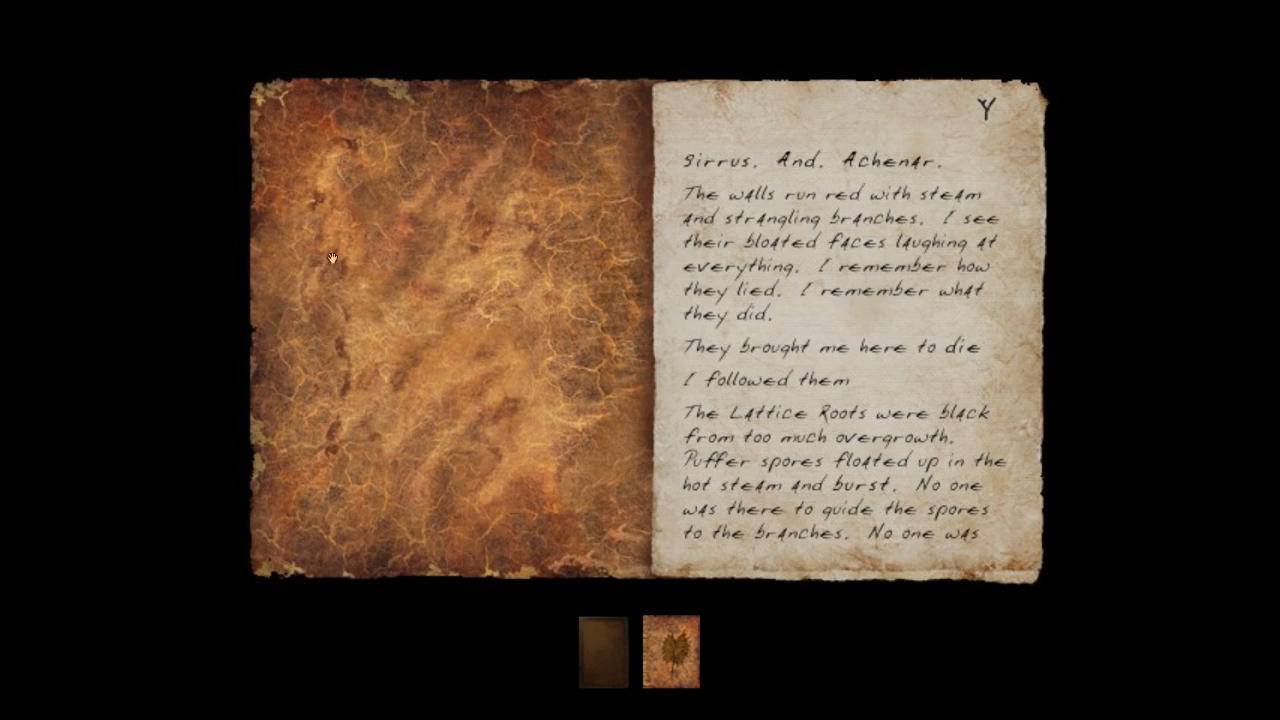 Sirrus. And. Achenar.
The walls run red with steam
and strangling branches. I see
their bloated faces laughing at
everything. I remember how
they lied. I remember what
they did.
They brought me here to die
I followed them
The Lattice Roots were black
from too much overgrowth.
Puffer spores floated up in the
hot steam and burst. No one
was there to guide the spores
to the branches. No one was